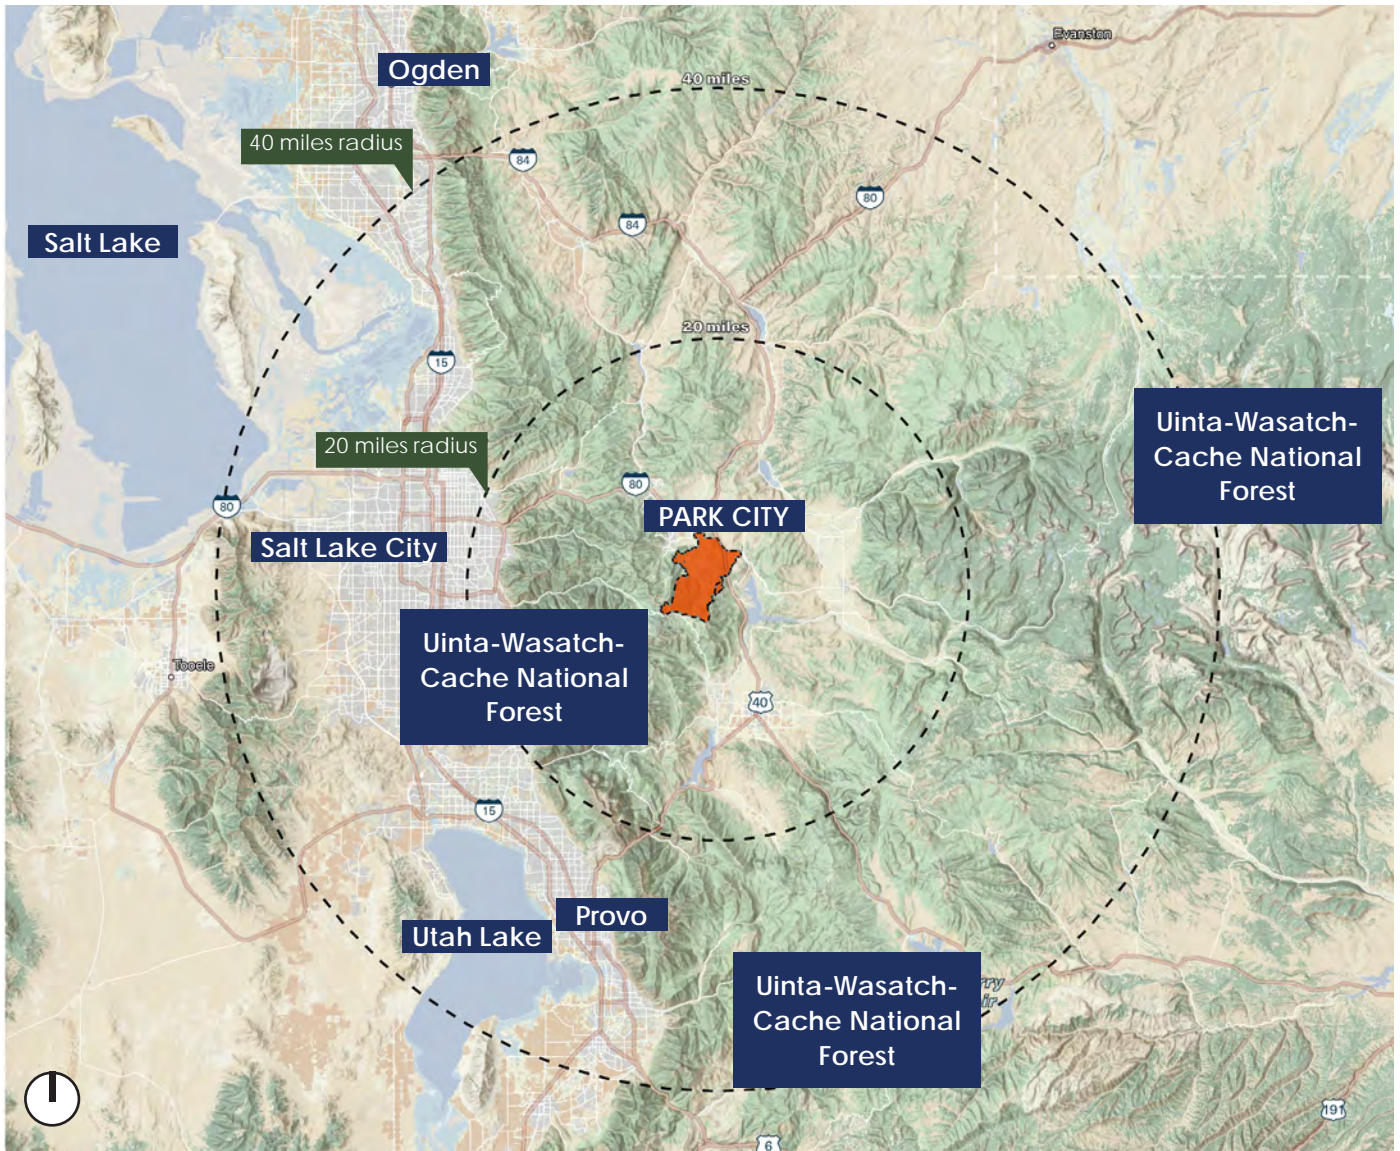 Evanston
Ogden
40 miles
40 miles radius
84
80
84
Salt Lake
20 miles
15
Uinta-Wasatch-
Cache National
Forest
20 miles radius
80
80
PARK CITY
Salt Lake City
Uinta-Wasatch-
Cache National
Forest
Tooele
40
15
Provo
Utah Lake
Uinta-Wasatch-
Cache National
Forest
rry
ir
191
6